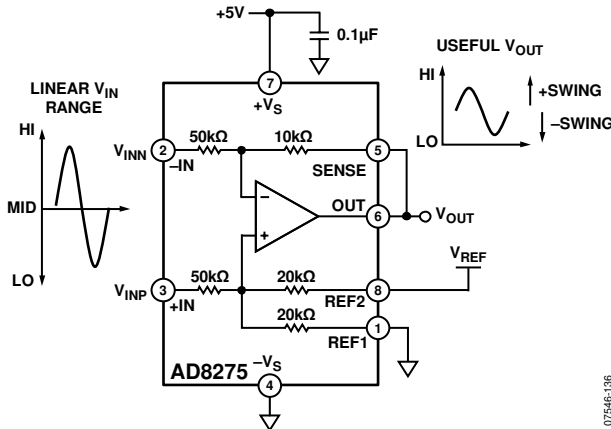 +5V
0.1µF
USEFUL VOUT
HI
+SWING
–SWING
LO
LINEAR VIN
RANGE
HI
MID
LO
7
+VS
VINN
2
–IN
50kΩ
10kΩ
5
SENSE
–
+
OUT
6
VOUT
VREF
VINP
3
+IN
50kΩ
20kΩ
8
REF2
20kΩ
1
REF1
–VS
AD8275
4
07546-136